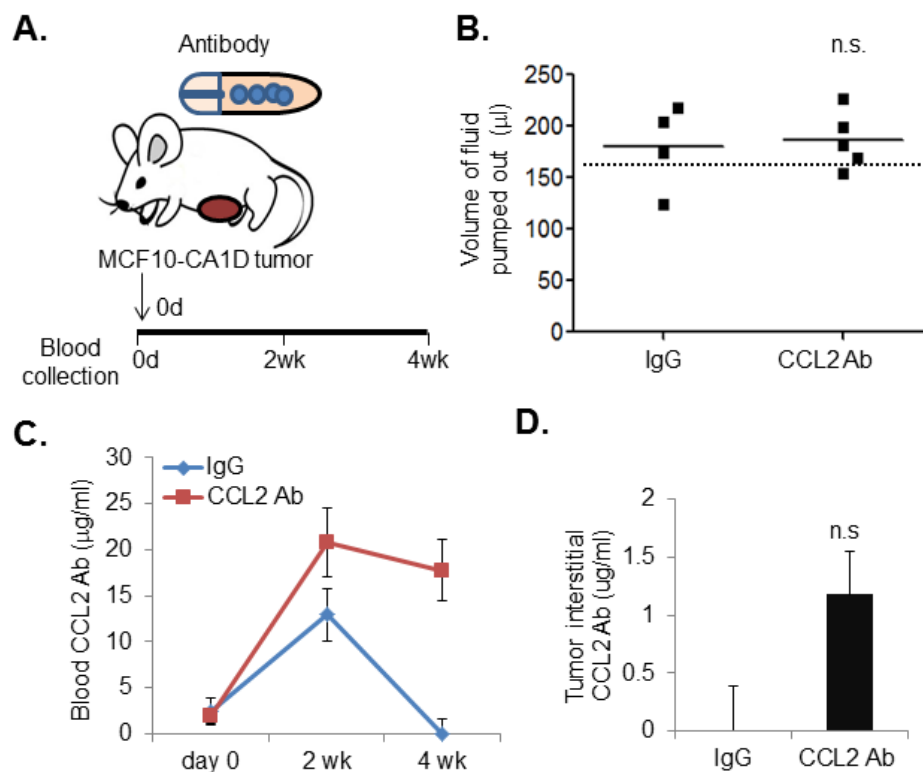 A.
Antibody
MCF10-CA1D tumor
0d
Blood
collection
0d 2wk 4wk
B.
n.s.
Volume of fluid
pumped out (μl)
250
200
150
100
50
0
IgG CCL2 Ab
C.
IgG
CCL2 Ab
Blood CCL2 Ab (μg/ml)
30
25
20
15
10
5
0
day 0 2 wk 4 wk
D.
n.s
Tumor interstitial
CCL2 Ab (ug/ml)
2
1.5
1
0.5
0
IgG CCL2 Ab